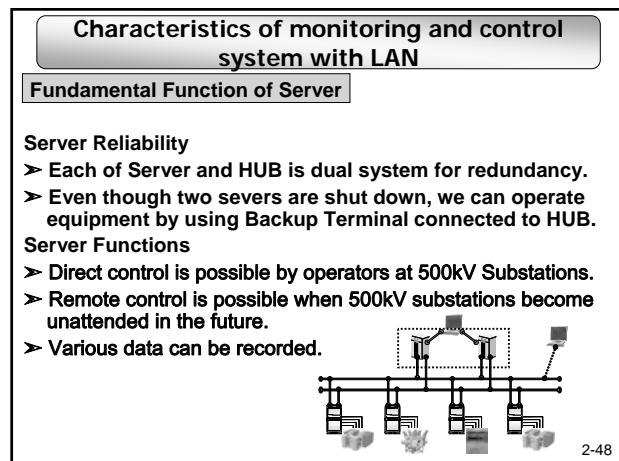 Characteristics of monitoring and control
system with LAN
Fundamental Function of Server
Server Reliability
➢ Each of Server and HUB is dual system for redundancy.
➢ Even though two severs are shut down, we can operate
equipment by using Backup Terminal connected to HUB.
Server Functions
➢ Direct control is possible by operators at 500kV Substations.
➢ Remote control is possible when 500kV substations become
unattended in the future.
➢ Various data can be recorded.
2-48